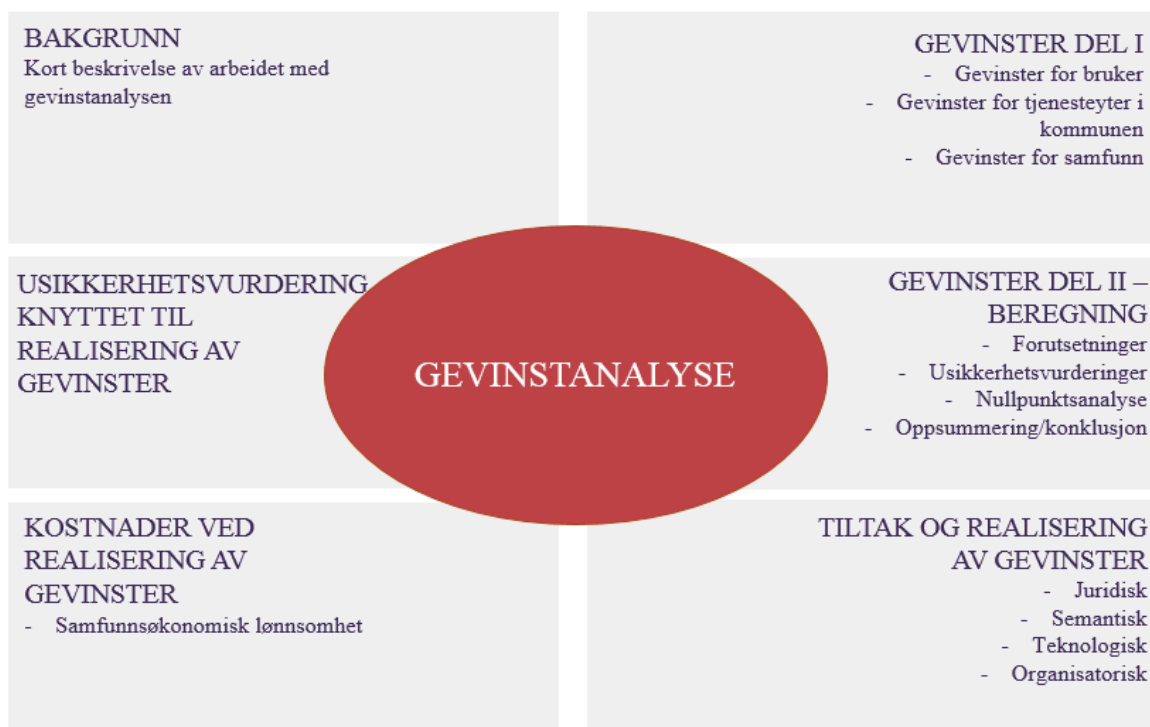 BAKGRUNN
Kort beskrivelse av arbeidet med
gevinstanalysen
GEVINSTER DEL I
- Gevinster for bruker
- Gevinster for tjenesteyter i
kommunen
- Gevinster for samfunn
USIKKERHETSVURDERING
KNYTTET TIL
REALISERING AV
GEVINSTER
GEVINSTANALYSE
GEVINSTER DEL II –
BEREGNING
- Forutsetninger
- Usikkerhetsvurderinger
- Nullpunktsanalyse
- Oppsummering/konklusjon
KOSTNADER VED
REALISERING AV
GEVINSTER
- Samfunnsøkonomisk lønnsomhet
TILTAK OG REALISERING
AV GEVINSTER
- Juridisk
- Semantisk
- Teknologisk
- Organisatorisk